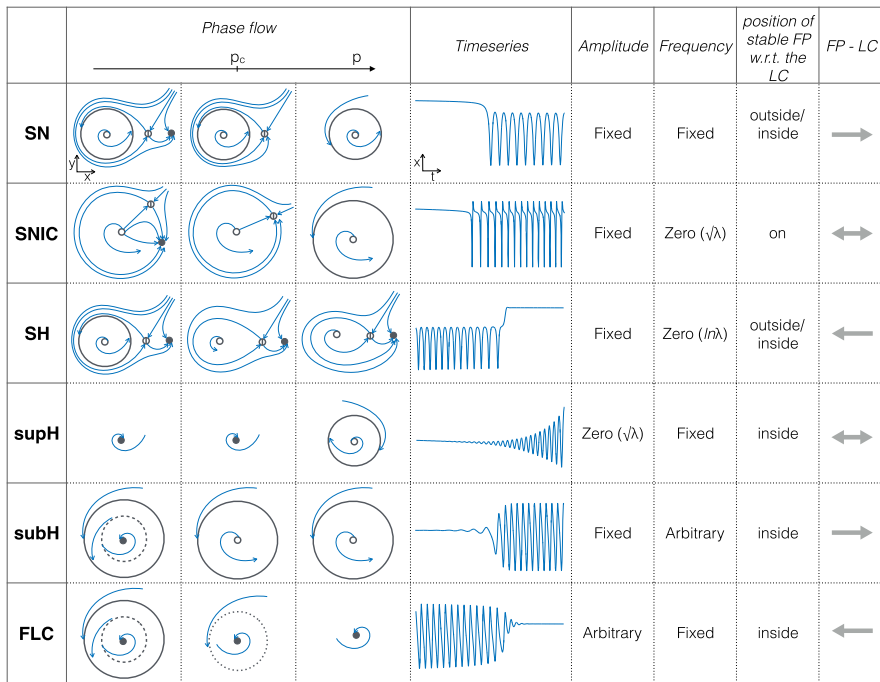 Phase flow
p_c p
Timeseries
Amplitude
Frequency
position of
stable FP
w.r.t. the
LC
FP - LC
SN
y
x
x
t
Fixed
Fixed
outside/
inside
SNIC
Fixed
Zero (√λ)
on
SH
Fixed
Zero (lnλ)
outside/
inside
supH
Zero (√λ)
Fixed
inside
subH
Fixed
Arbitrary
inside
FLC
Arbitrary
Fixed
inside